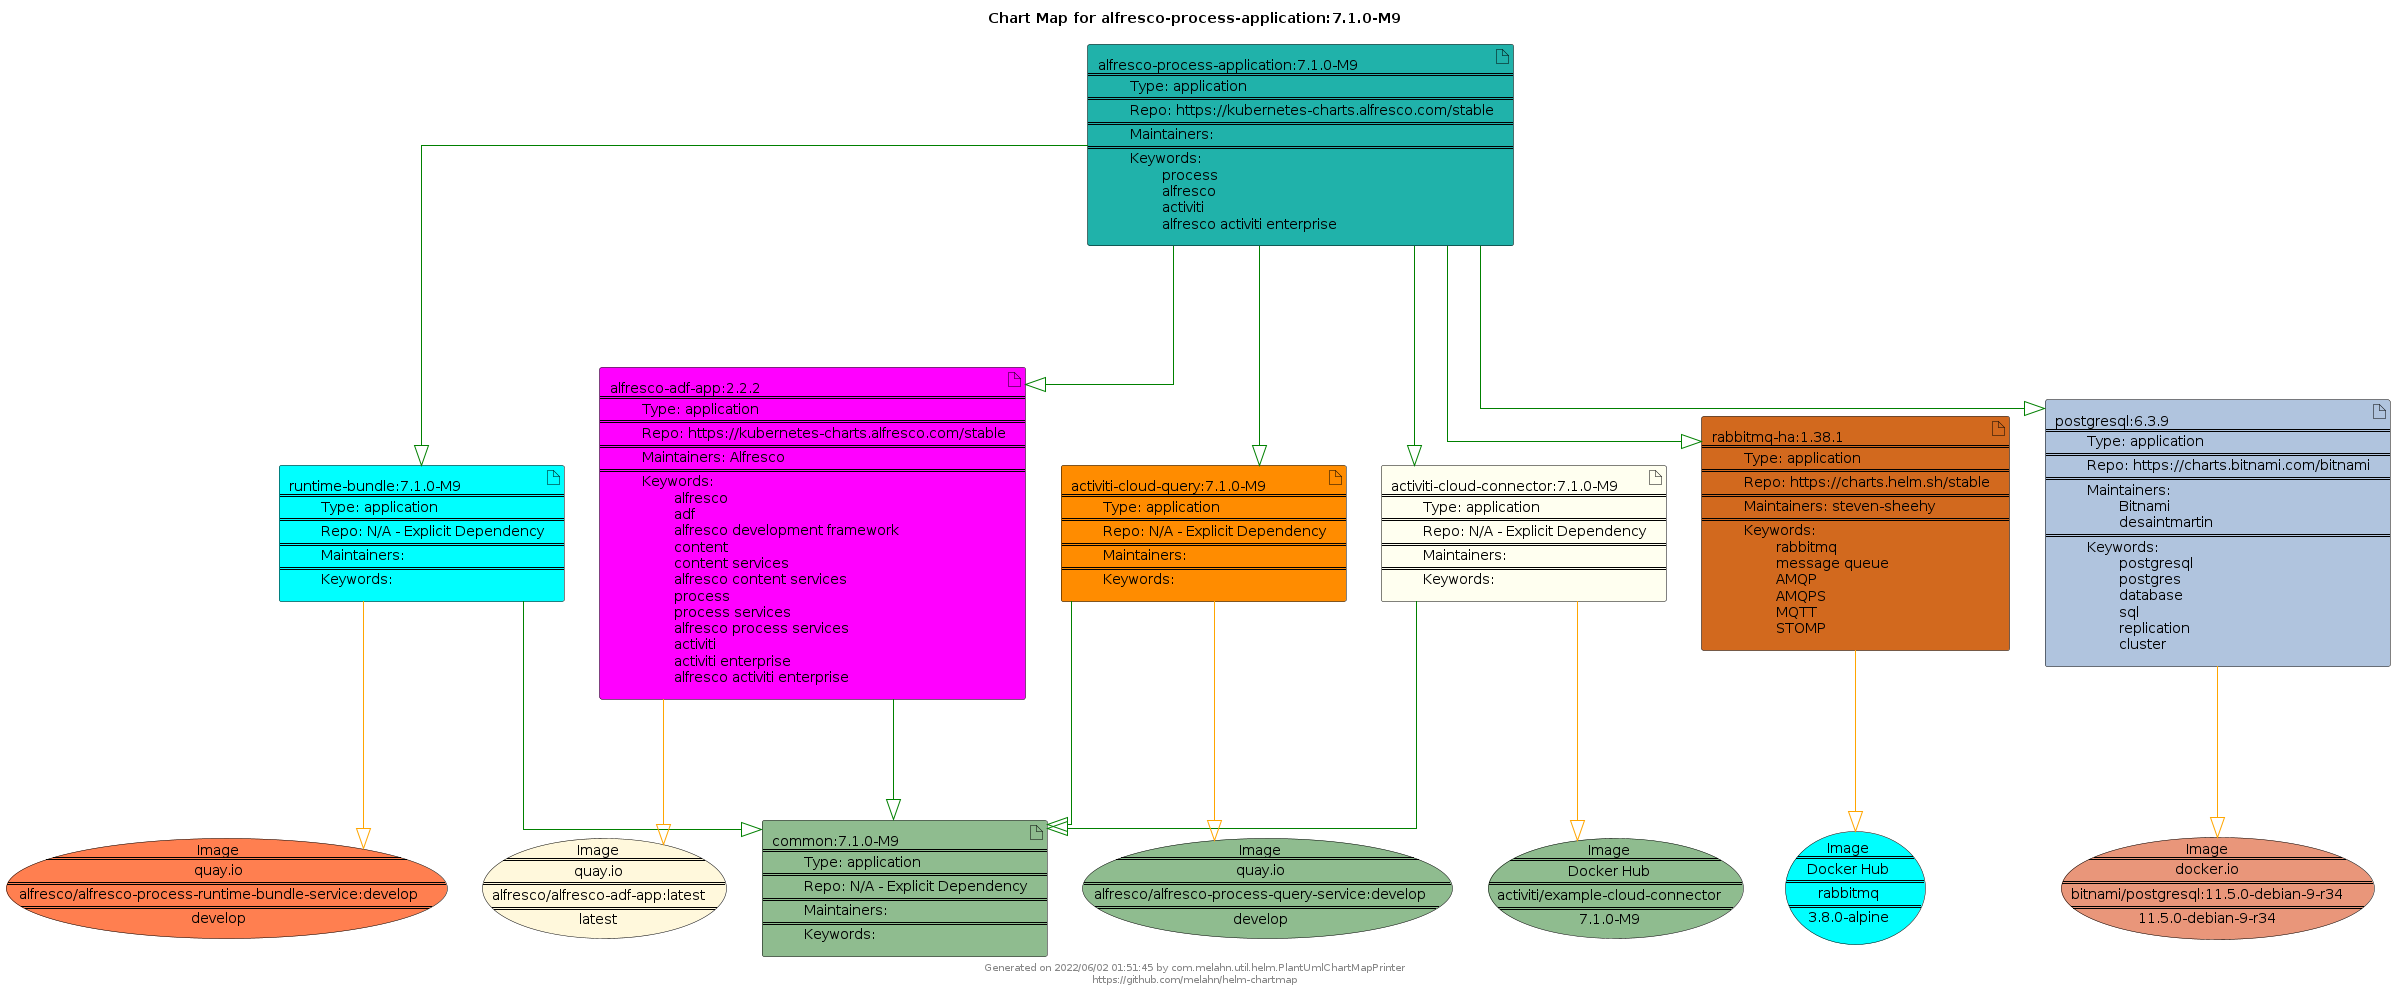 Chart Map for alfresco-process-application:7.1.0-M9
alfresco-process-application:7.1.0-M9
Type: application
Repo: https://kubernetes-charts.alfresco.com/stable
Maintainers:
Keywords:
process
alfresco
activiti
alfresco activiti enterprise
alfresco-adf-app:2.2.2
Type: application
Repo: https://kubernetes-charts.alfresco.com/stable
Maintainers: Alfresco
Keywords:
alfresco
adf
alfresco development framework
content
content services
alfresco content services
process
process services
alfresco process services
activiti
activiti enterprise
alfresco activiti enterprise
postgresql:6.3.9
Type: application
Repo: https://charts.bitnami.com/bitnami
Maintainers:
Bitnami
desaintmartin
Keywords:
postgresql
postgres
database
sql
replication
cluster
rabbitmq-ha:1.38.1
Type: application
Repo: https://charts.helm.sh/stable
Maintainers: steven-sheehy
Keywords:
rabbitmq
message queue
AMQP
AMQPS
MQTT
STOMP
runtime-bundle:7.1.0-M9
Type: application
Repo: N/A - Explicit Dependency
Maintainers:
Keywords:
activiti-cloud-query:7.1.0-M9
Type: application
Repo: N/A - Explicit Dependency
Maintainers:
Keywords:
activiti-cloud-connector:7.1.0-M9
Type: application
Repo: N/A - Explicit Dependency
Maintainers:
Keywords:
Image
quay.io
alfresco/alfresco-process-runtime-bundle-service:develop
develop
Image
quay.io
alfresco/alfresco-adf-app:latest
latest
common:7.1.0-M9
Type: application
Repo: N/A - Explicit Dependency
Maintainers:
Keywords:
Image
quay.io
alfresco/alfresco-process-query-service:develop
develop
Image
Docker Hub
activiti/example-cloud-connector
7.1.0-M9
Image
Docker Hub
rabbitmq
3.8.0-alpine
Image
docker.io
bitnami/postgresql:11.5.0-debian-9-r34
11.5.0-debian-9-r34
Generated on 2022/06/02 01:51:45 by com.melahn.util.helm.PlantUmlChartMapPrinter
https://github.com/melahn/helm-chartmap